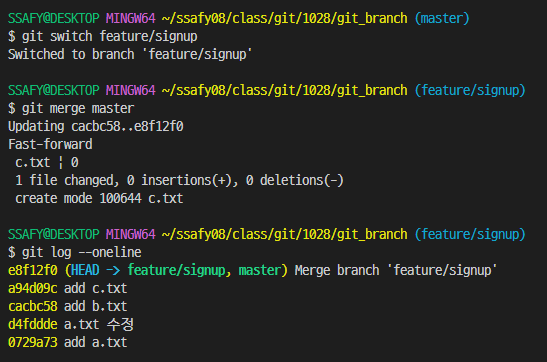 SSAFY@DESKTOP MINGW64 ~/ssafy08/class/git/1028/git_branch (master)
$ git switch feature/signup
Switched to branch 'feature/signup'
SSAFY@DESKTOP MINGW64 ~/ssafy08/class/git/1028/git_branch (feature/signup)
$ git merge master
Updating cacbc58..e8f12f0
Fast-forward
 c.txt ¦ 0
 1 file changed, 0 insertions(+), 0 deletions(-)
 create mode 100644 c.txt
SSAFY@DESKTOP MINGW64 ~/ssafy08/class/git/1028/git_branch (feature/signup)
$ git log --oneline
e8f12f0 (HEAD -> feature/signup, master) Merge branch 'feature/signup'
a94d09c add c.txt
cacbc58 add b.txt
d4fddde a.txt 수정
0729a73 add a.txt